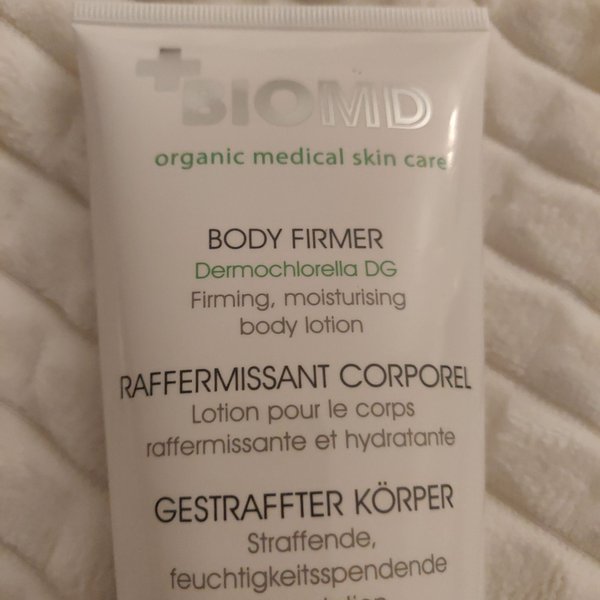 BIOMD
organic medical skin care
BODY FIRMER
Dermochlorella DG
Firming, moisturising
body lotion
RAFFERMISSANT CORPOREL
Lotion pour le corps
raffermissante et hydratante
GESTRAFFTER KÖRPER
Straffende,
feuchtigkeitsspendende